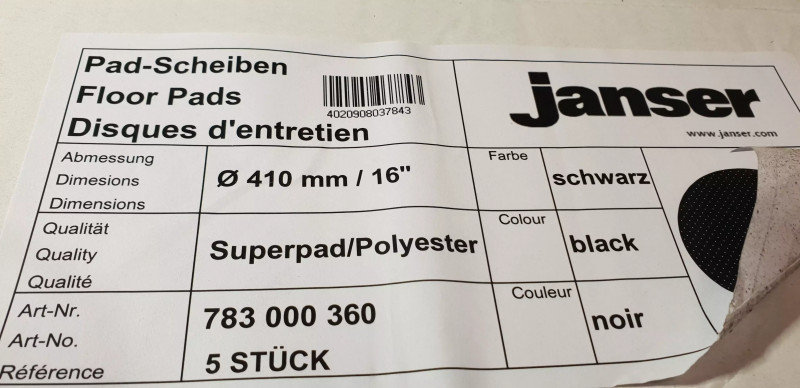 Pad-Scheiben
Floor Pads
Disques d'entretien
4020908037843
janser
www.janser.com
Abmessung
Dimesions
Dimensions
Ø 410 mm / 16"
Farbe
schwarz
Qualität
Quality
Qualité
Superpad/Polyester
Colour
black
Art-Nr.
Art-No.
Référence
783 000 360
5 STÜCK
Couleur
noir